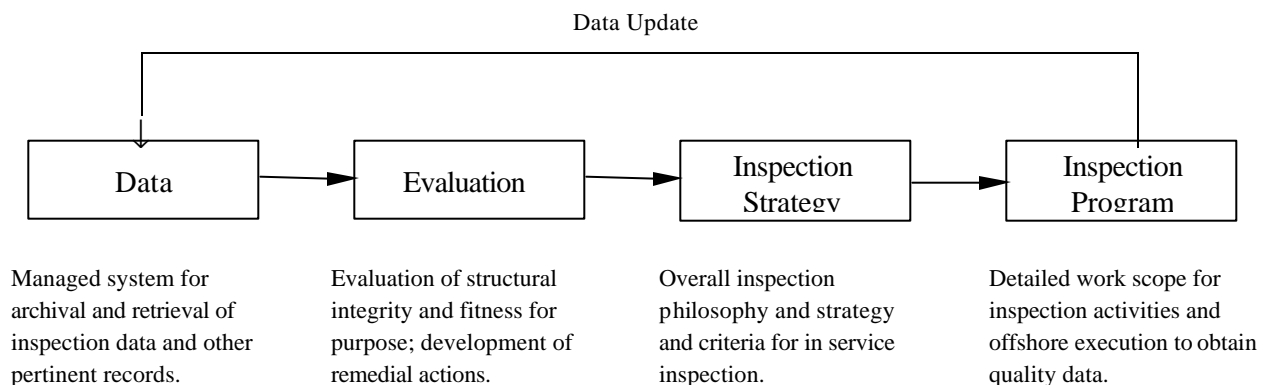 Data Update
Data
Evaluation
Inspection
Strategy
Inspection
Program
Managed system for
archival and retrieval of
inspection data and other
pertinent records.
Evaluation of structural
integrity and fitness for
purpose; development of
remedial actions.
Overall inspection
philosophy and strategy
and criteria for in service
inspection.
Detailed work scope for
inspection activities and
offshore execution to obtain
quality data.